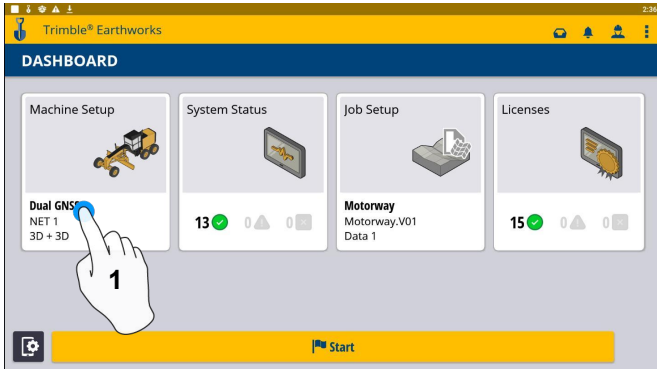 2:36
Trimble® Earthworks
DASHBOARD
Machine Setup
Dual GNSS
NET 1
3D + 3D
System Status
13 0 0
Job Setup
Motorway
Motorway.V01
Data 1
Licenses
15 0 0
1
Start